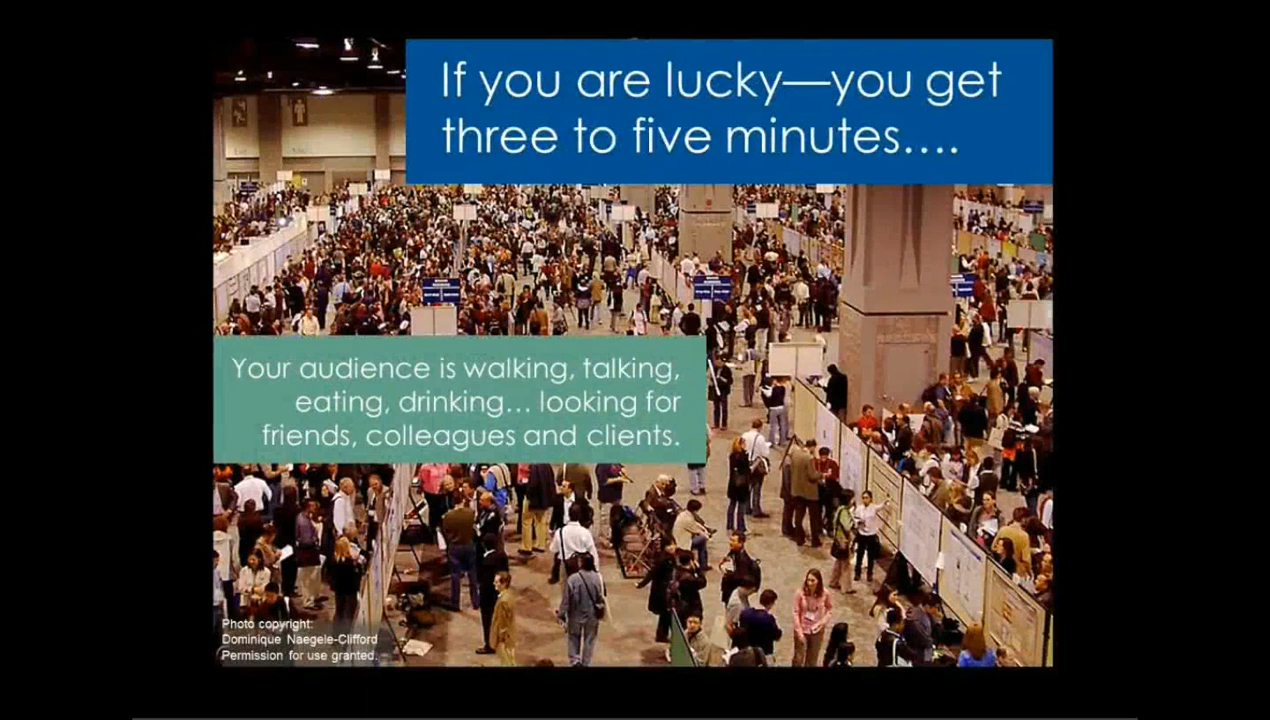 If you are lucky—you get
three to five minutes….
Your audience is walking, talking,
eating, drinking… looking for
friends, colleagues and clients.
Photo copyright:
Dominique Naegele-Clifford
Permission for use granted.